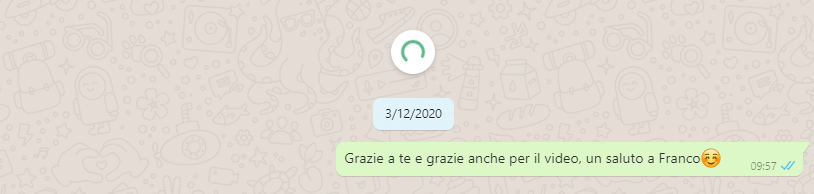 3/12/2020
Grazie a te e grazie anche per il video, un saluto a Franco☺️
09:57